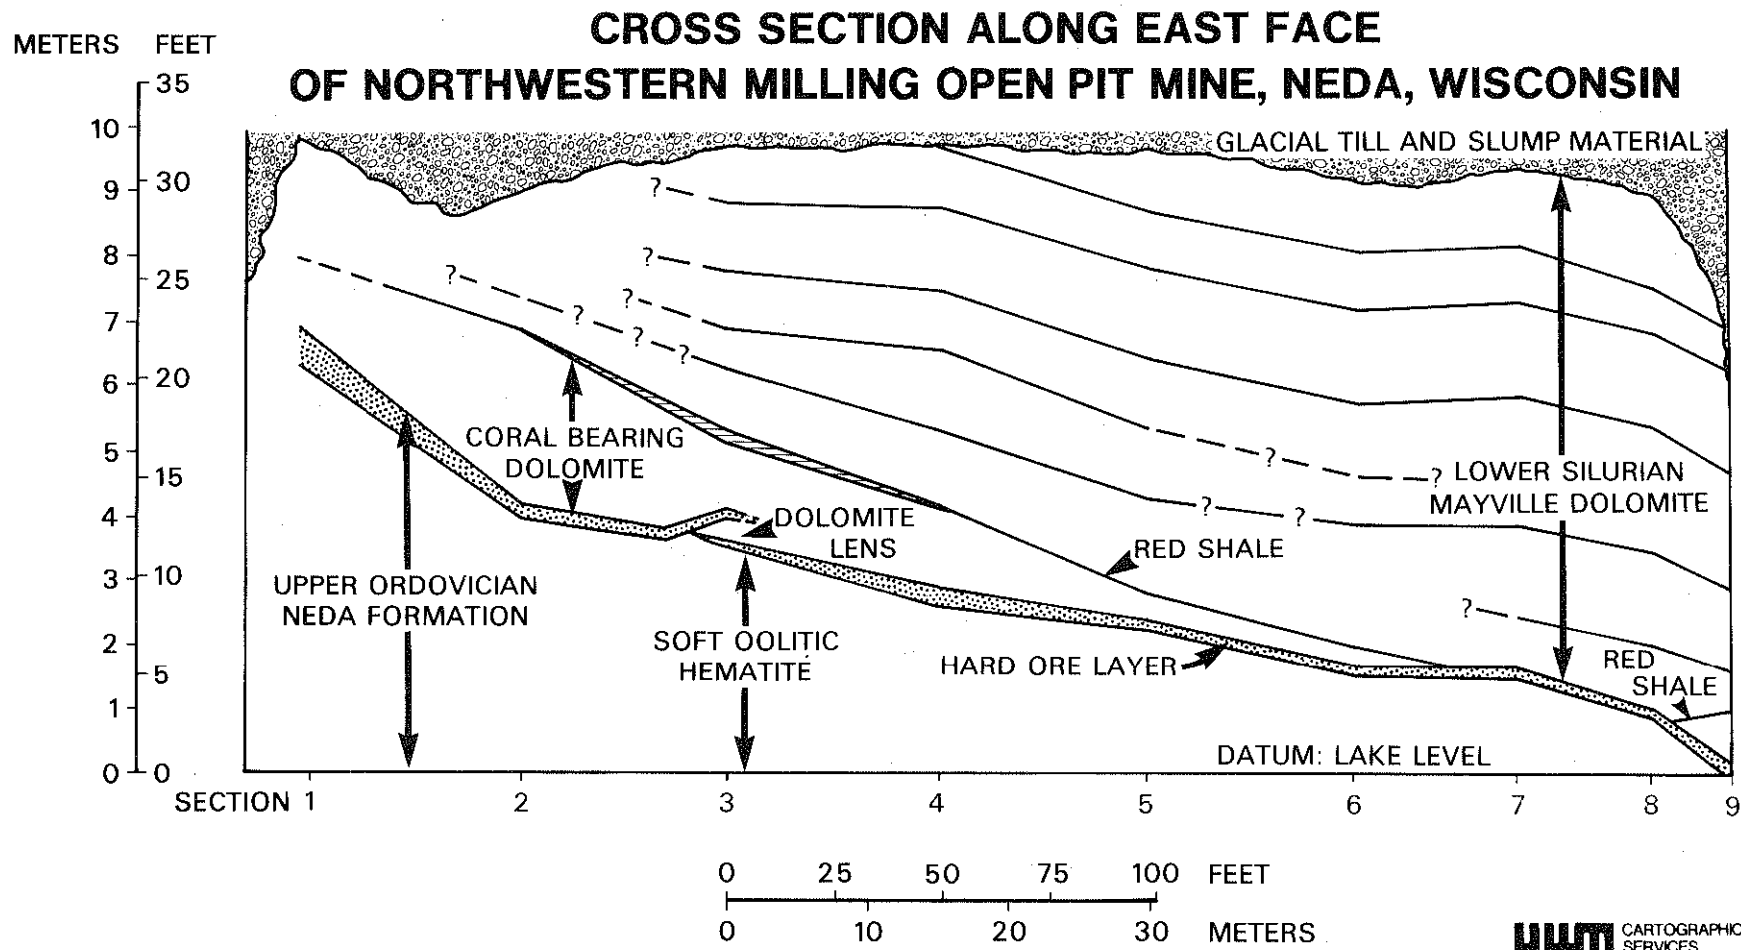 CROSS SECTION ALONG EAST FACE
OF NORTHWESTERN MILLING OPEN PIT MINE, NEDA, WISCONSIN
METERS FEET
35
10
9
8
7
6
5
4
3
2
1
0
30
25
20
15
10
5
0
GLACIAL TILL AND SLUMP MATERIAL
?
?
?
?
?
?
?
?
?
?
?
?
CORAL BEARING
DOLOMITE
LOWER SILURIAN
MAYVILLE DOLOMITE
DOLOMITE
LENS
RED SHALE
UPPER ORDOVICIAN
NEDA FORMATION
SOFT OOLITIC
HEMATITE
HARD ORE LAYER
RED
SHALE
DATUM: LAKE LEVEL
SECTION 1 2 3 4 5 6 7 8 9
0 25 50 75 100 FEET
0 10 20 30 METERS
uwm CARTOGRAPHIC
SERVICES